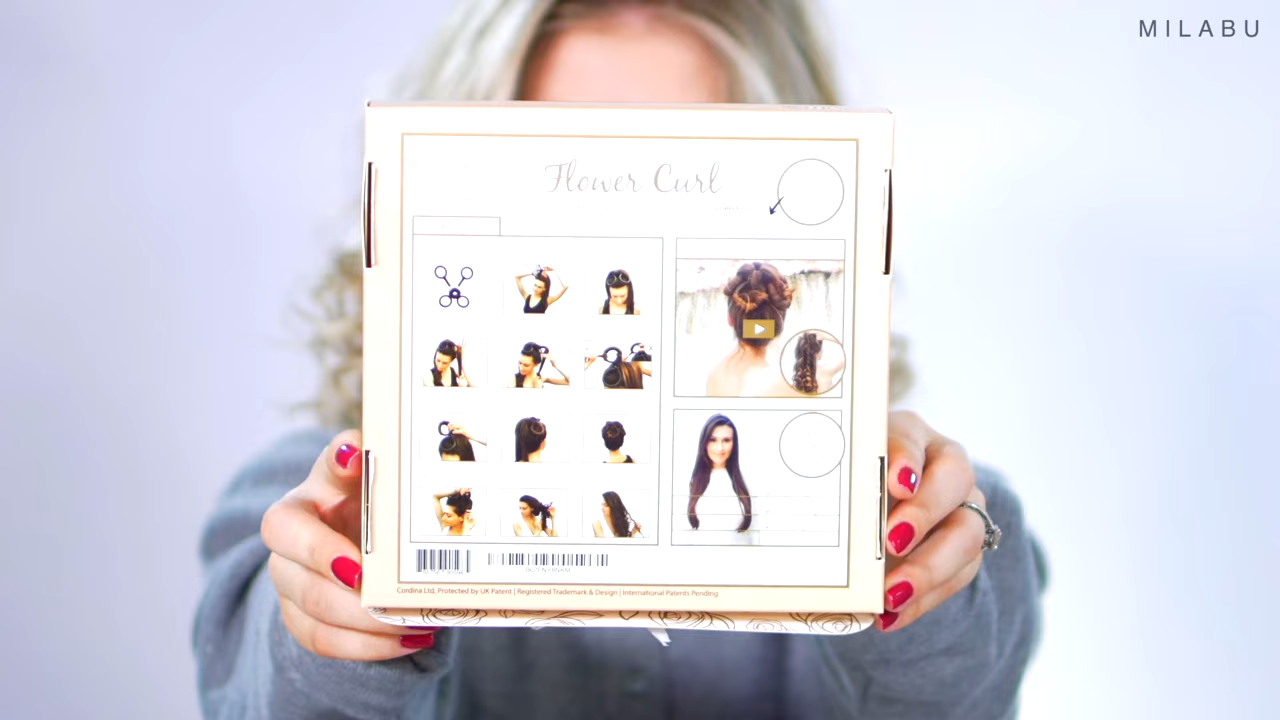 MILABU
Flower Curl
Cordina Ltd, Protected by UK Patent | Registered Trademark & Design | International Patents Pending